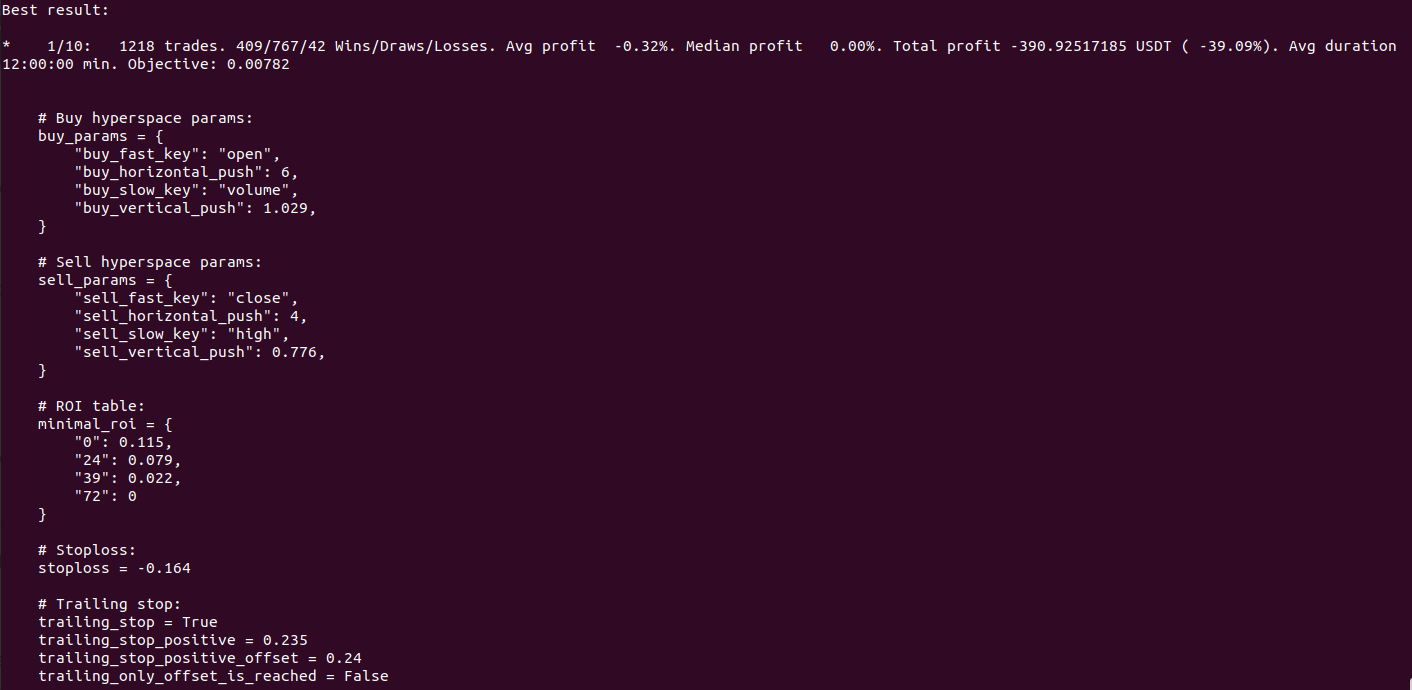 Best result:
*    1/10:   1218 trades. 409/767/42 Wins/Draws/Losses. Avg profit  -0.32%. Median profit   0.00%. Total profit -390.92517185 USDT ( -39.09%). Avg duration
12:00:00 min. Objective: 0.00782
    # Buy hyperspace params:
    buy_params = {
        "buy_fast_key": "open",
        "buy_horizontal_push": 6,
        "buy_slow_key": "volume",
        "buy_vertical_push": 1.029,
    }
    # Sell hyperspace params:
    sell_params = {
        "sell_fast_key": "close",
        "sell_horizontal_push": 4,
        "sell_slow_key": "high",
        "sell_vertical_push": 0.776,
    }
    # ROI table:
    minimal_roi = {
        "0": 0.115,
        "24": 0.079,
        "39": 0.022,
        "72": 0
    }
    # Stoploss:
    stoploss = -0.164
    # Trailing stop:
    trailing_stop = True
    trailing_stop_positive = 0.235
    trailing_stop_positive_offset = 0.24
    trailing_only_offset_is_reached = False